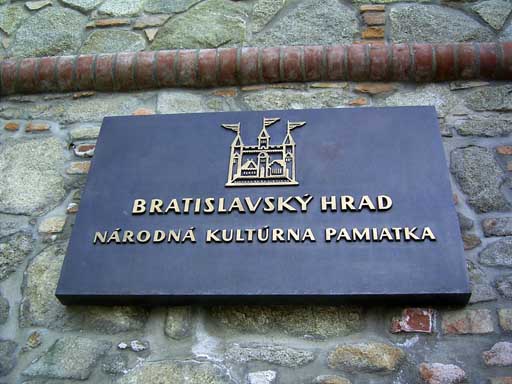 BRATISLAVSKÝ HRAD
NÁRODNÁ KULTÚRNA PAMIATKA